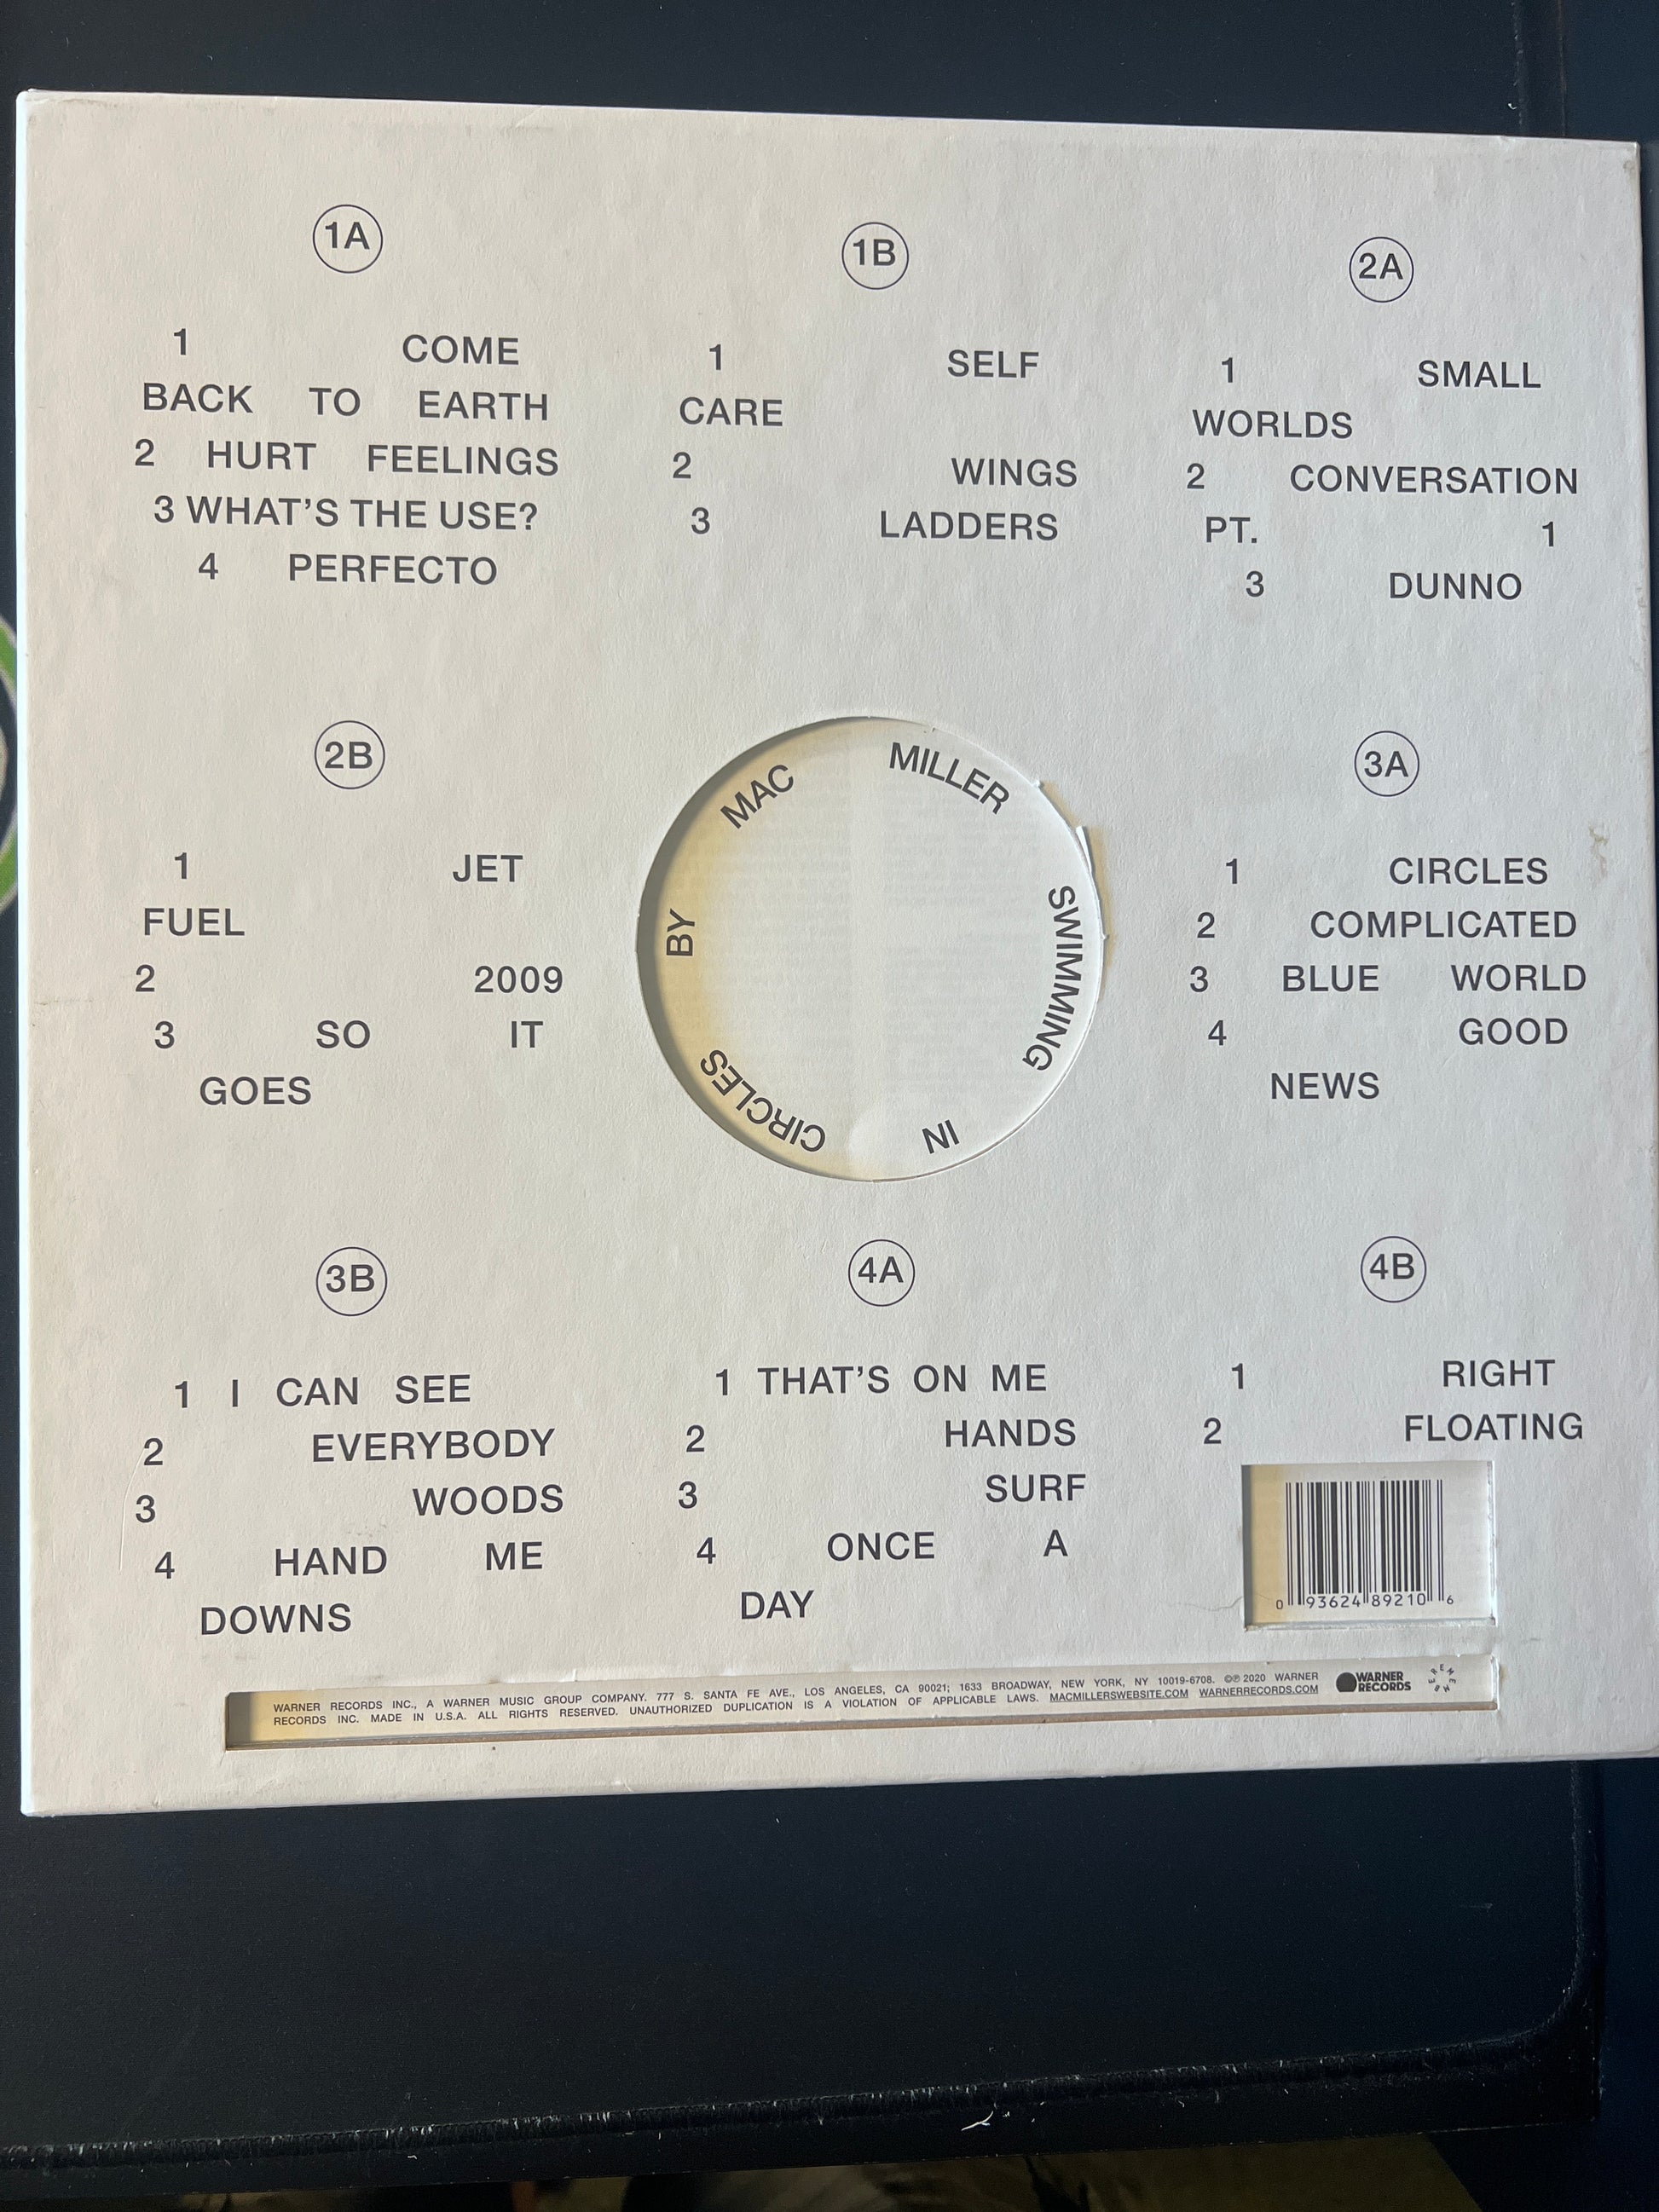 1A
1 COME
BACK TO EARTH
2 HURT FEELINGS
3 WHAT'S THE USE?
4 PERFECTO
1B
1 SELF
CARE
2 WINGS
3 LADDERS
2A
1 SMALL
WORLDS
2 CONVERSATION
PT. 1
3 DUNNO
2B
1 JET
FUEL
2 2009
3 SO IT
GOES
MAC MILLER SWIMMING IN CIRCLES BY
3A
1 CIRCLES
2 COMPLICATED
3 BLUE WORLD
4 GOOD
NEWS
3B
1 I CAN SEE
2 EVERYBODY
3 WOODS
4 HAND ME
DOWNS
4A
1 THAT'S ON ME
2 HANDS
3 SURF
4 ONCE A
DAY
4B
1 RIGHT
2 FLOATING
0 93624 89210 6
WARNER RECORDS INC., A WARNER MUSIC GROUP COMPANY. 777 S. SANTA FE AVE., LOS ANGELES, CA 90021; 1633 BROADWAY, NEW YORK, NY 10019-6708. ©℗ 2020 WARNER
RECORDS INC. MADE IN U.S.A. ALL RIGHTS RESERVED. UNAUTHORIZED DUPLICATION IS A VIOLATION OF APPLICABLE LAWS. MACMILLERSWEBSITE.COM WARNERRECORDS.COM
WARNER
RECORDS